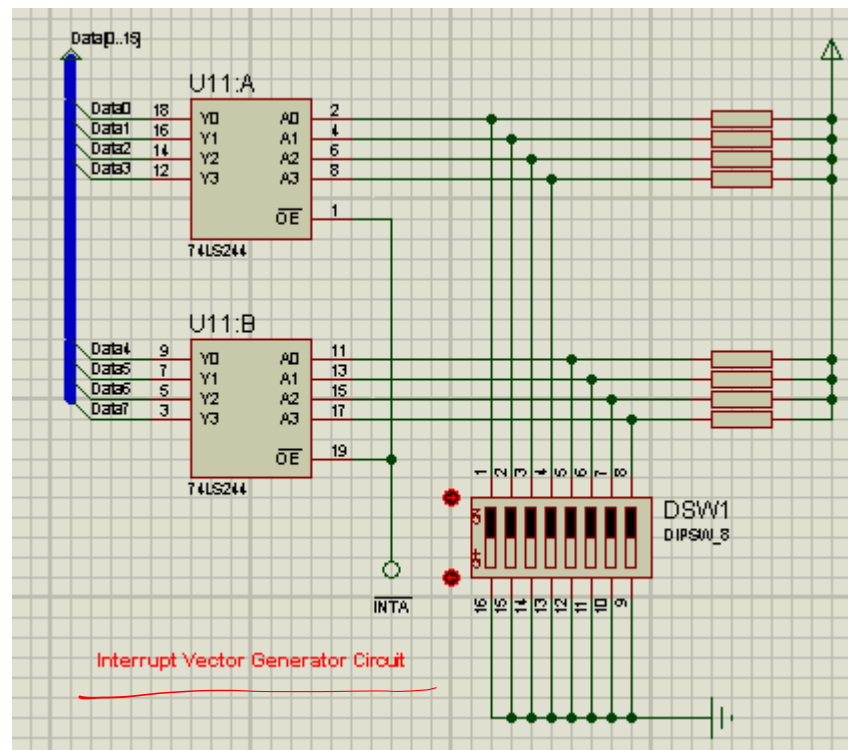 Data[0..15]
U11:A
Data0 18 Y0 A0 2
Data1 16 Y1 A1 4
Data2 14 Y2 A2 6
Data3 12 Y3 A3 8
OE 1
74LS244
U11:B
Data4 9 Y0 A0 11
Data5 7 Y1 A1 13
Data6 5 Y2 A2 15
Data7 3 Y3 A3 17
OE 19
74LS244
1 2 3 4 5 6 7 8
DSW1
DIPSW_8
16 15 14 13 12 11 10 9
INTA
Interrupt Vector Generator Circuit